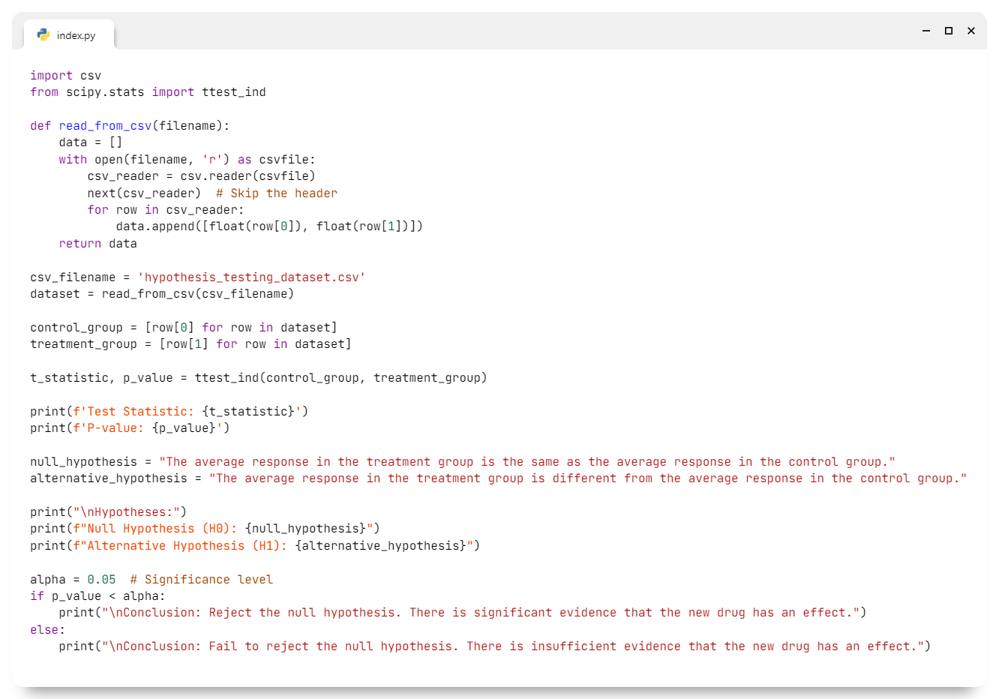 index.py
import csv
from scipy.stats import ttest_ind
def read_from_csv(filename):
    data = []
    with open(filename, 'r') as csvfile:
        csv_reader = csv.reader(csvfile)
        next(csv_reader)  # Skip the header
        for row in csv_reader:
            data.append([float(row[0]), float(row[1])])
    return data
csv_filename = 'hypothesis_testing_dataset.csv'
dataset = read_from_csv(csv_filename)
control_group = [row[0] for row in dataset]
treatment_group = [row[1] for row in dataset]
t_statistic, p_value = ttest_ind(control_group, treatment_group)
print(f'Test Statistic: {t_statistic}')
print(f'P-value: {p_value}')
null_hypothesis = "The average response in the treatment group is the same as the average response in the control group."
alternative_hypothesis = "The average response in the treatment group is different from the average response in the control group."
print("\nHypotheses:")
print(f"Null Hypothesis (H0): {null_hypothesis}")
print(f"Alternative Hypothesis (H1): {alternative_hypothesis}")
alpha = 0.05  # Significance level
if p_value < alpha:
    print("\nConclusion: Reject the null hypothesis. There is significant evidence that the new drug has an effect.")
else:
    print("\nConclusion: Fail to reject the null hypothesis. There is insufficient evidence that the new drug has an effect.")